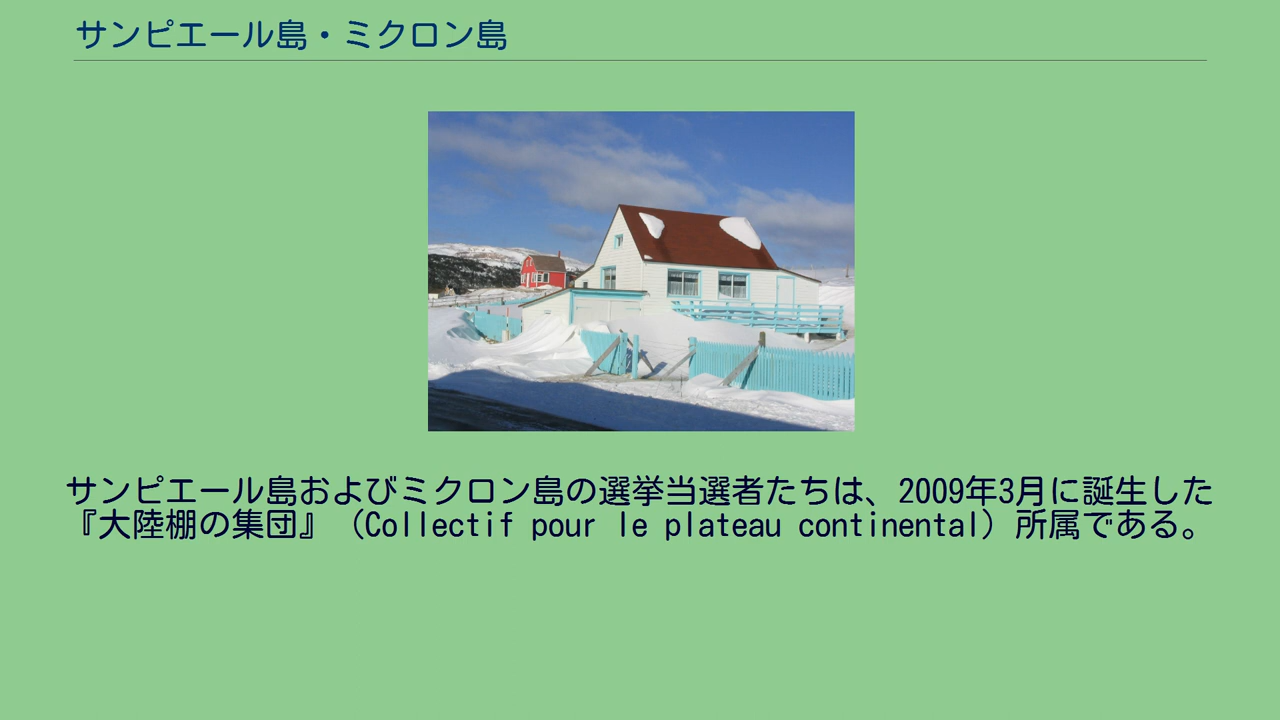 サンピエール島・ミクロン島
サンピエール島およびミクロン島の選挙当選者たちは、2009年3月に誕生した
『大陸棚の集団』（Collectif pour le plateau continental）所属である。